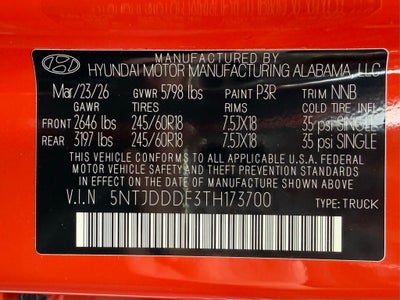 MANUFACTURED BY
HYUNDAI MOTOR MANUFACTURING ALABAMA, LLC
Mar/23/26 GVWR 5798 lbs PAINT P3R TRIM NNB
GAWR TIRES RIMS COLD TIRE INFL
FRONT 2646 lbs 245/60R18 7.5JX18 35 psi SINGLE
REAR 3197 lbs 245/60R18 7.5JX18 35 psi SINGLE
THIS VEHICLE CONFORMS TO ALL APPLICABLE U.S.A. FEDERAL
MOTOR VEHICLE SAFETY AND THEFT PREVENTION STANDARDS
IN EFFECT ON THE DATE OF MANUFACTURE SHOWN ABOVE.
V.I.N 5NTJDDDF3TH173700 TYPE: TRUCK